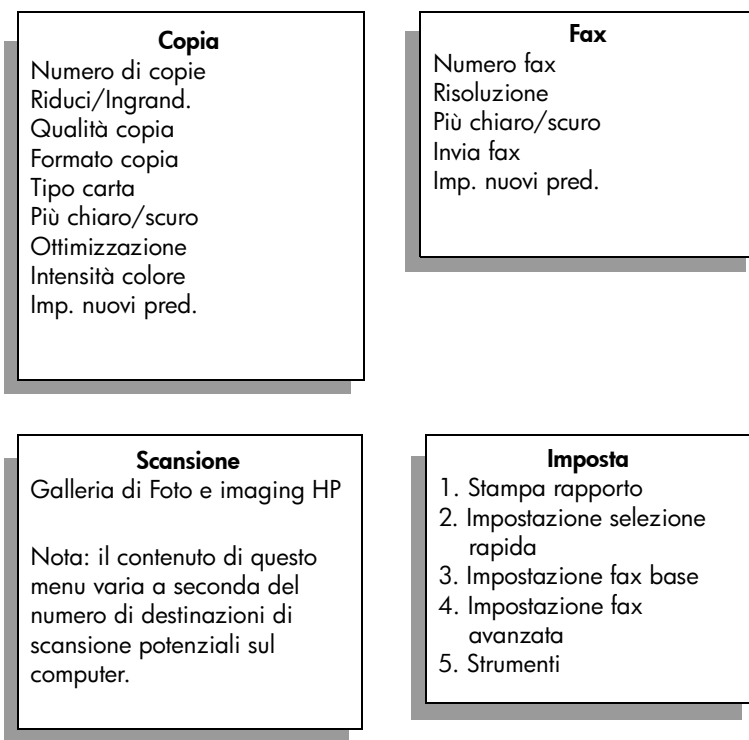 Copia
Numero di copie
Riduci/Ingrand.
Qualità copia
Formato copia
Tipo carta
Più chiaro/scuro
Ottimizzazione
Intensità colore
Imp. nuovi pred.
Fax
Numero fax
Risoluzione
Più chiaro/scuro
Invia fax
Imp. nuovi pred.
Scansione
Galleria di Foto e imaging HP
Nota: il contenuto di questo
menu varia a seconda del
numero di destinazioni di
scansione potenziali sul
computer.
Imposta
1. Stampa rapporto
2. Impostazione selezione
rapida
3. Impostazione fax base
4. Impostazione fax
avanzata
5. Strumenti